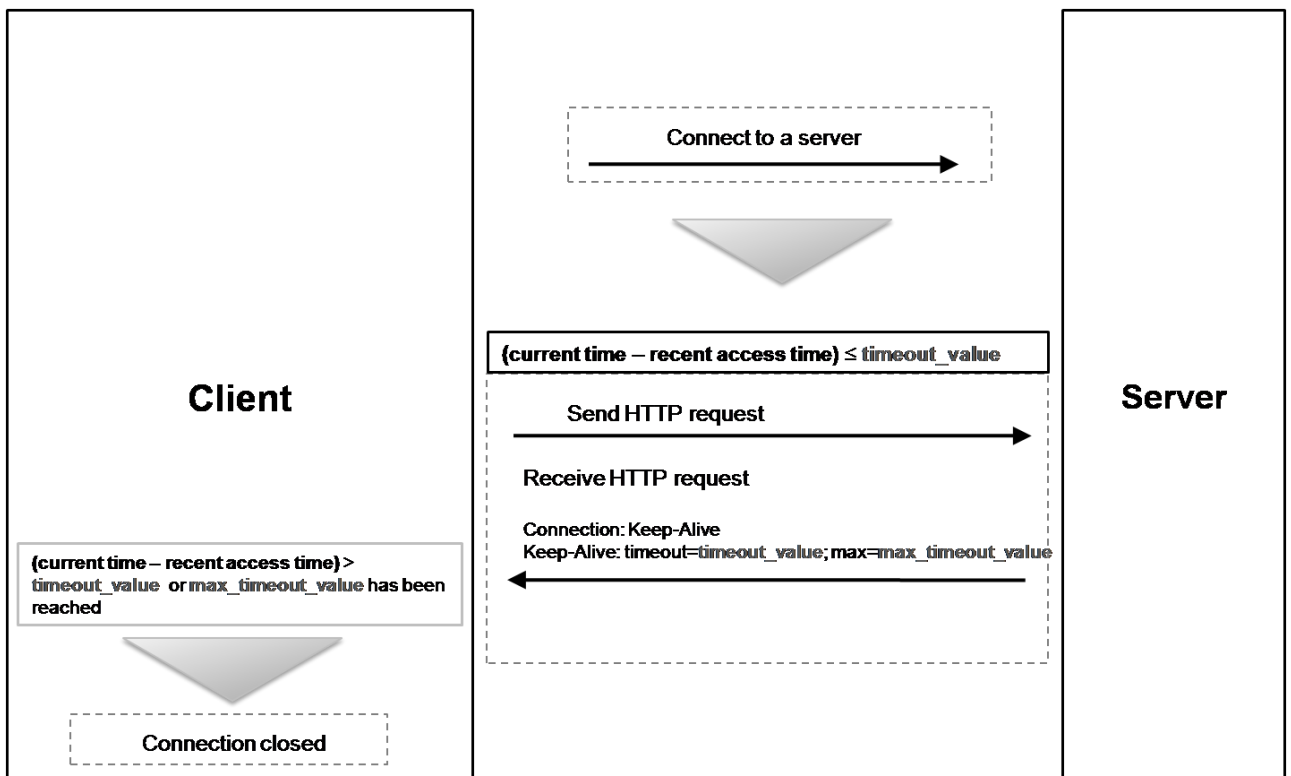 Connect to a server
(current time – recent access time) ≤ timeout_value
Client
Server
Send HTTP request
Receive HTTP request
Connection: Keep-Alive
Keep-Alive: timeout=timeout_value; max=max_timeout_value
(current time – recent access time) >
timeout_value or max_timeout_value has been
reached
Connection closed